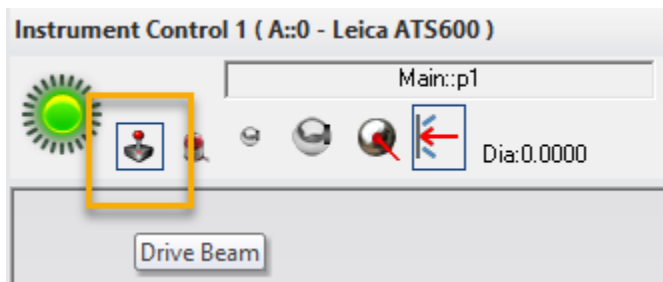 Instrument Control 1 ( A::0 - Leica ATS600 )
Main::p1
Dia:0.0000
Drive Beam